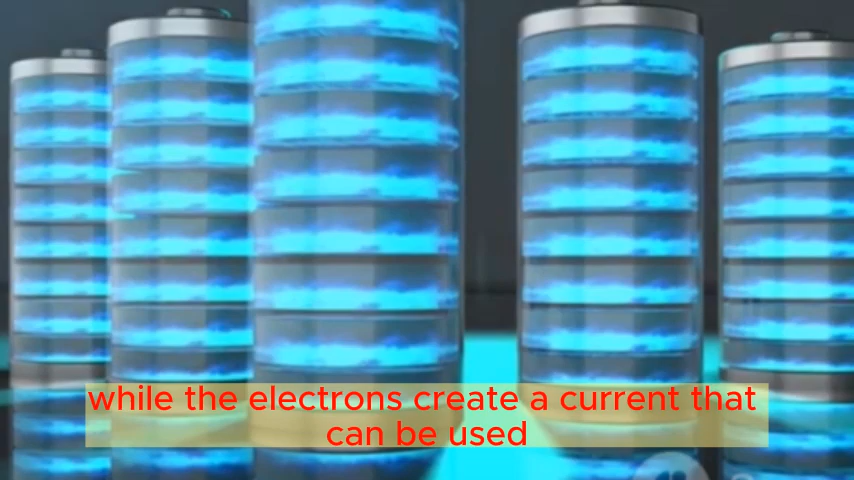 while the electrons create a current that
can be used